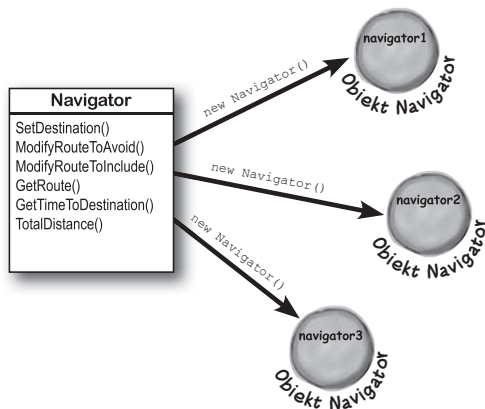 navigator1
Obiekt Navigator
new Navigator()
Navigator
SetDestination()
ModifyRouteToAvoid()
ModifyRouteToInclude()
GetRoute()
GetTimeToDestination()
TotalDistance()
new Navigator()
navigator2
Obiekt Navigator
new Navigator()
navigator3
Obiekt Navigator